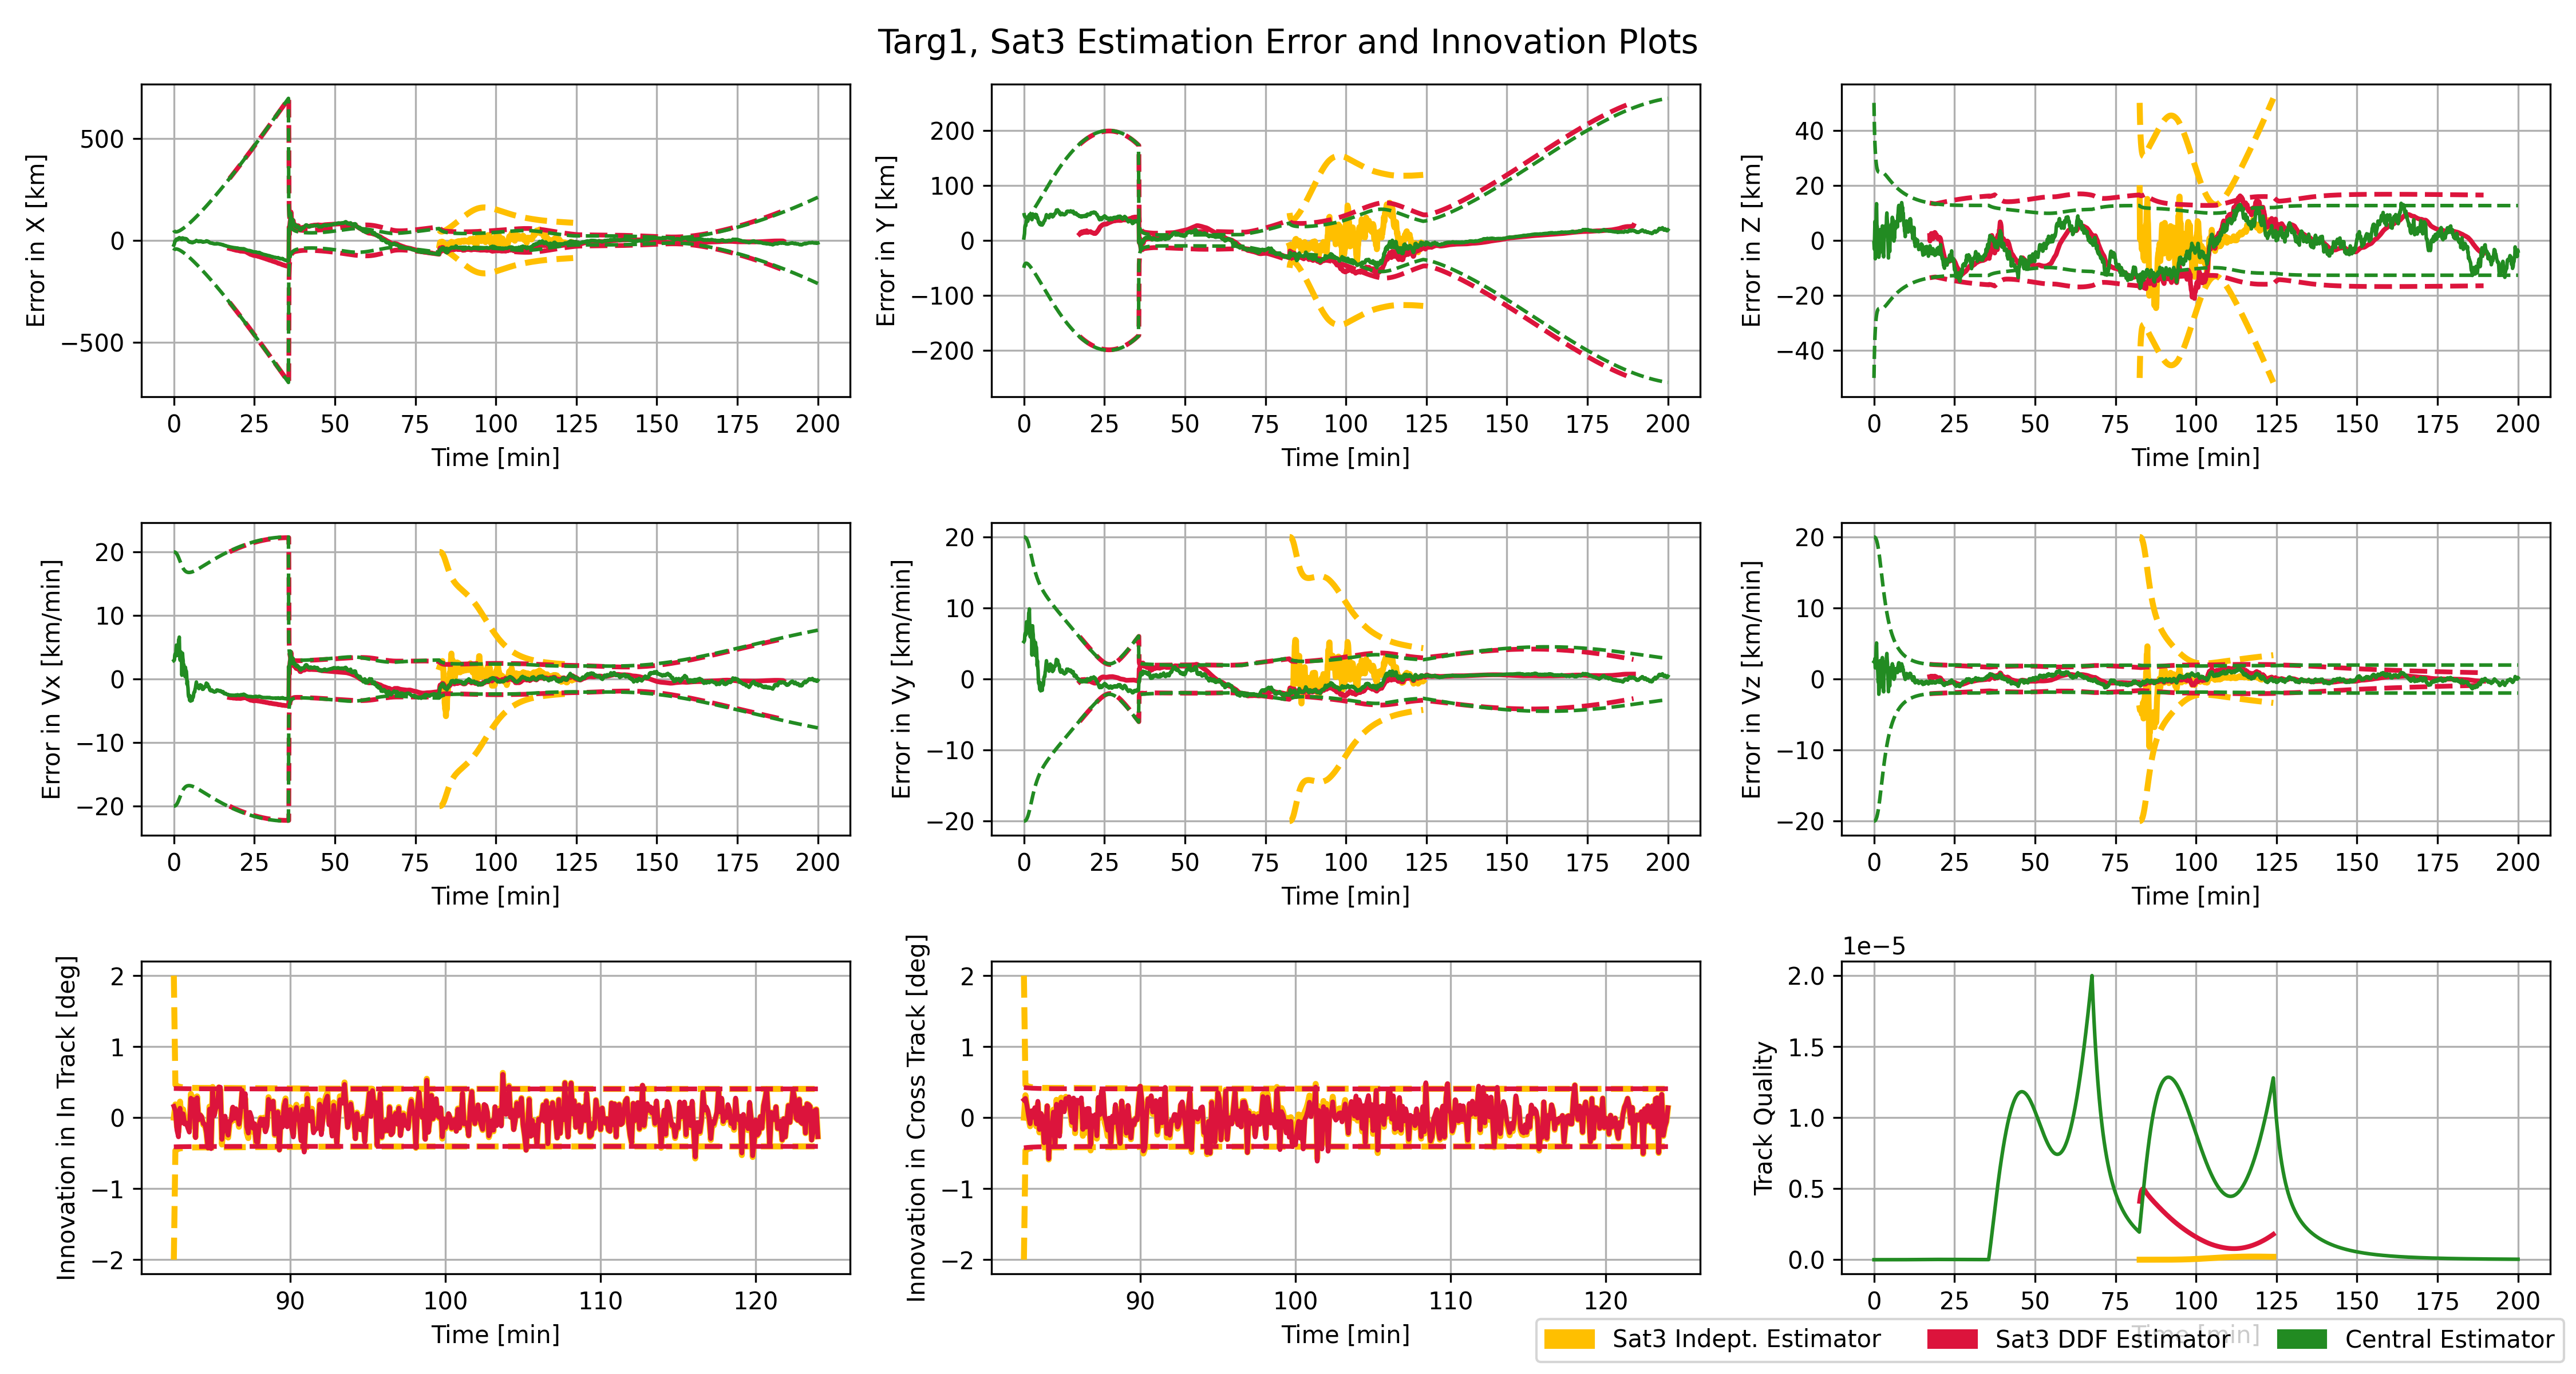 Targ1, Sat3 Estimation Error and Innovation Plots
Error in X [km]
500
0
−500
0 25 50 75 100 125 150 175 200
Time [min]
Error in Y [km]
200
100
0
−100
−200
0 25 50 75 100 125 150 175 200
Time [min]
Error in Z [km]
40
20
0
−20
−40
0 25 50 75 100 125 150 175 200
Time [min]
Error in Vx [km/min]
20
10
0
−10
−20
0 25 50 75 100 125 150 175 200
Time [min]
Error in Vy [km/min]
20
10
0
−10
−20
0 25 50 75 100 125 150 175 200
Time [min]
Error in Vz [km/min]
20
10
0
−10
−20
0 25 50 75 100 125 150 175 200
Time [min]
Innovation in In Track [deg]
2
1
0
−1
−2
90 100 110 120
Time [min]
Innovation in Cross Track [deg]
2
1
0
−1
−2
90 100 110 120
Time [min]
1e−5
Track Quality
2.0
1.5
1.0
0.5
0.0
0 25 50 75 100 125 150 175 200
Time [min]
Sat3 Indept. Estimator Sat3 DDF Estimator Central Estimator